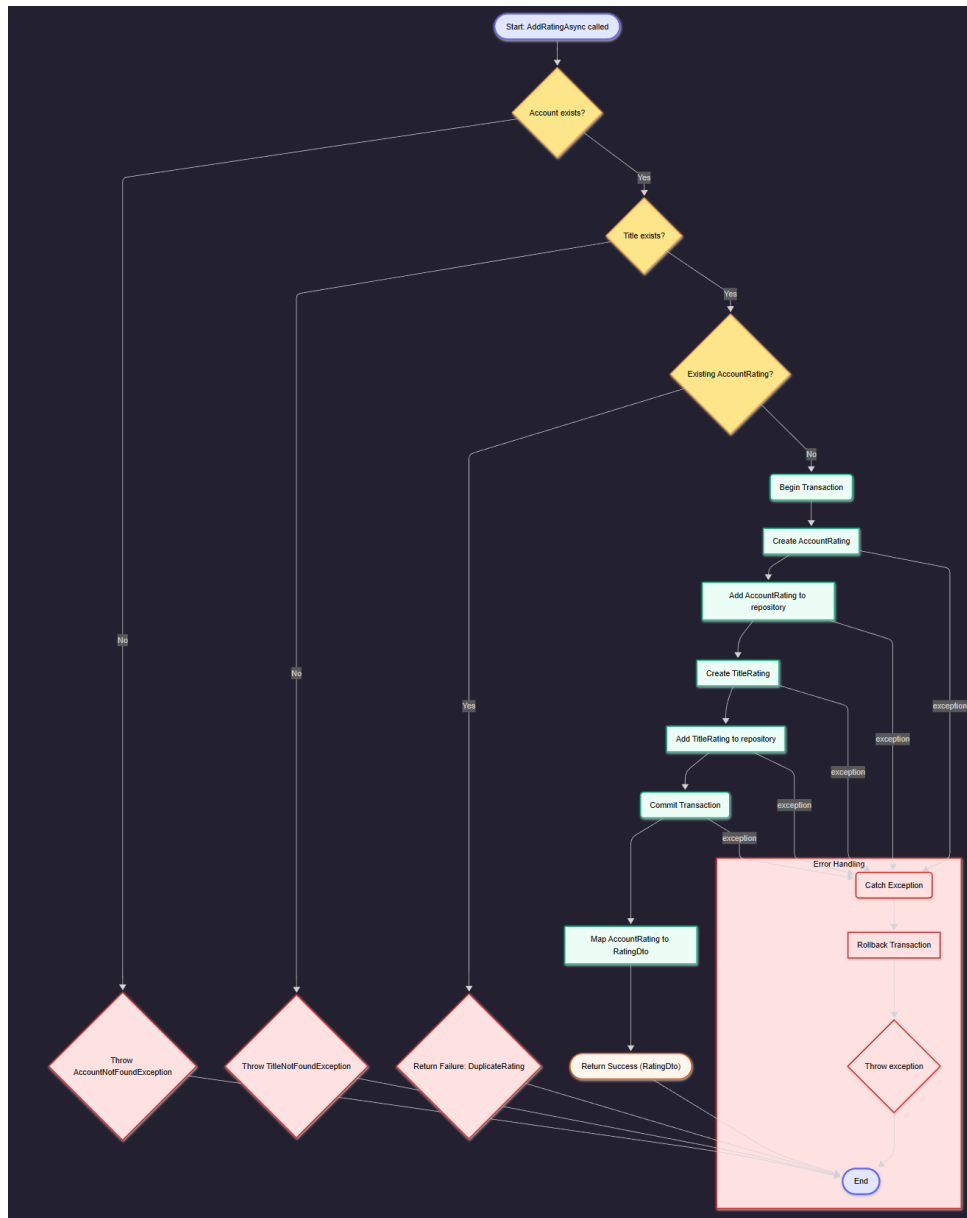 Start: AddRatingAsync called
Account exists?
Yes
Title exists?
Yes
Existing AccountRating?
No
Begin Transaction
Create AccountRating
Add AccountRating to
repository
No
Create TitleRating
No
Yes
exception
Add TitleRating to repository
exception
exception
Commit Transaction
exception
exception
Error Handling
Catch Exception
Map AccountRating to
RatingDto
Rollback Transaction
Throw
AccountNotFoundException
Throw TitleNotFoundException
Return Failure: DuplicateRating
Return Success (RatingDto)
Throw exception
End